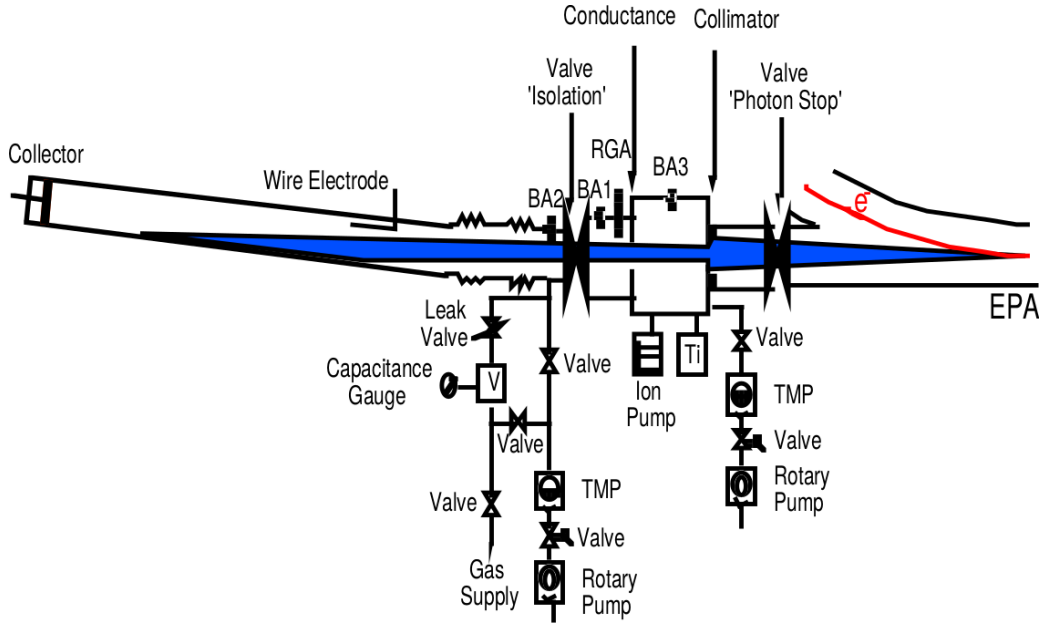 Conductance
Collimator
Valve
'Isolation'
Valve
'Photon Stop'
RGA
BA3
Collector
Wire Electrode
BA2
BA1
e
EPA
Leak
Valve
Valve
Valve
Capacitance
Gauge
V
Ti
Ion
Pump
TMP
Valve
Valve
Valve
Rotary
Pump
TMP
Valve
Gas
Supply
Rotary
Pump